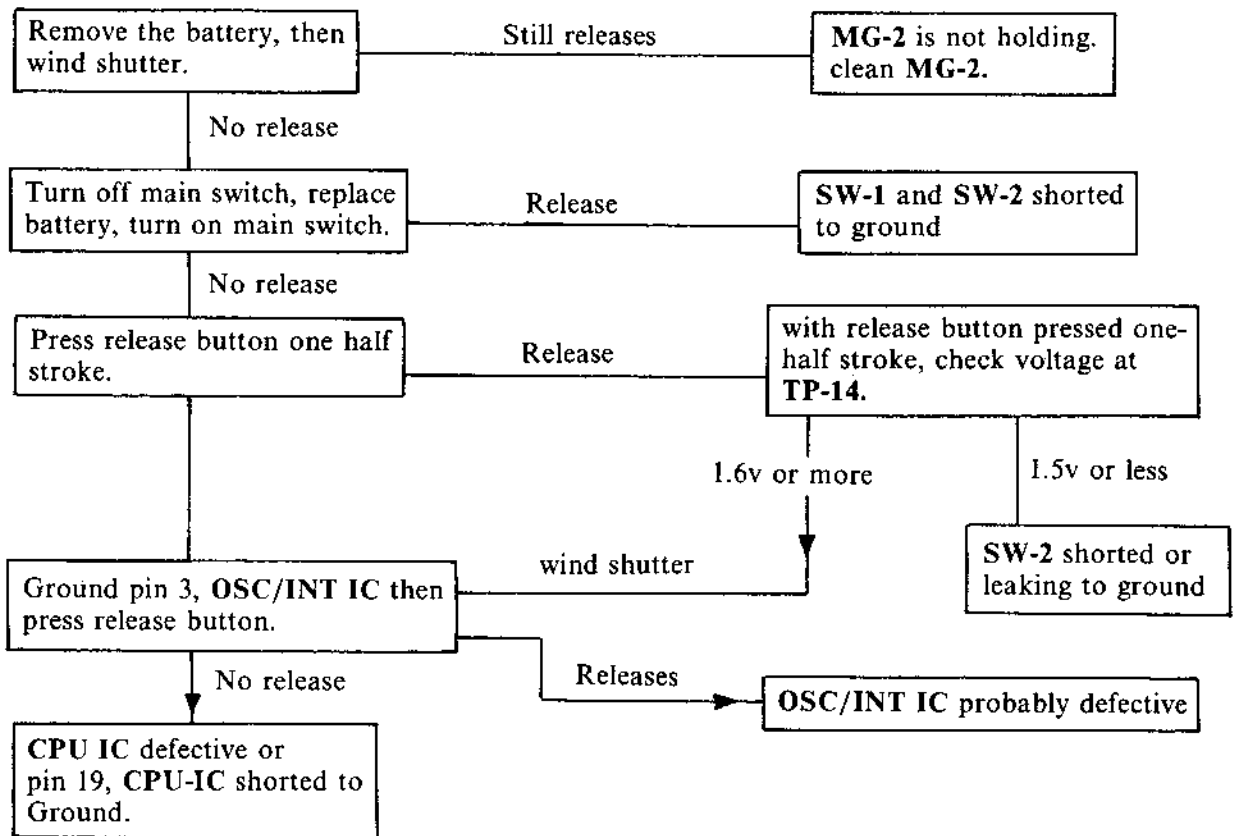 Remove the battery, then
wind shutter.
Still releases
MG-2 is not holding.
clean MG-2.
No release
Turn off main switch, replace
battery, turn on main switch.
Release
SW-1 and SW-2 shorted
to ground
No release
Press release button one half
stroke.
Release
with release button pressed one-
half stroke, check voltage at
TP-14.
1.6v or more
1.5v or less
SW-2 shorted or
leaking to ground
wind shutter
Ground pin 3, OSC/INT IC then
press release button.
No release
Releases
OSC/INT IC probably defective
CPU IC defective or
pin 19, CPU-IC shorted to
Ground.